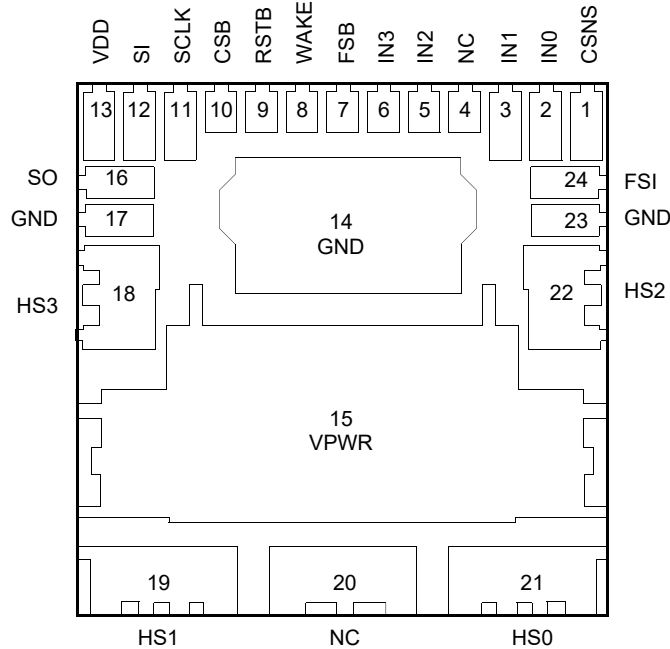 VDD SI SCLK CSB RSTB WAKE FSB IN3 IN2 NC IN1 IN0 CSNS
13 12 11 10 9 8 7 6 5 4 3 2 1
SO 16 24 FSI
GND 17 23 GND
14
GND
HS3 18 22 HS2
15
VPWR
19 20 21
HS1 NC HS0